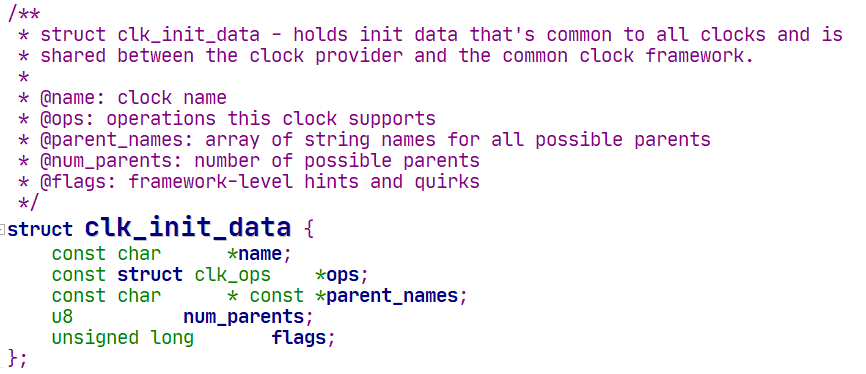 /**
 * struct clk_init_data - holds init data that's common to all clocks and is
 * shared between the clock provider and the common clock framework.
 *
 * @name: clock name
 * @ops: operations this clock supports
 * @parent_names: array of string names for all possible parents
 * @num_parents: number of possible parents
 * @flags: framework-level hints and quirks
 */
struct clk_init_data {
    const char      *name;
    const struct clk_ops    *ops;
    const char      * const *parent_names;
    u8          num_parents;
    unsigned long       flags;
};